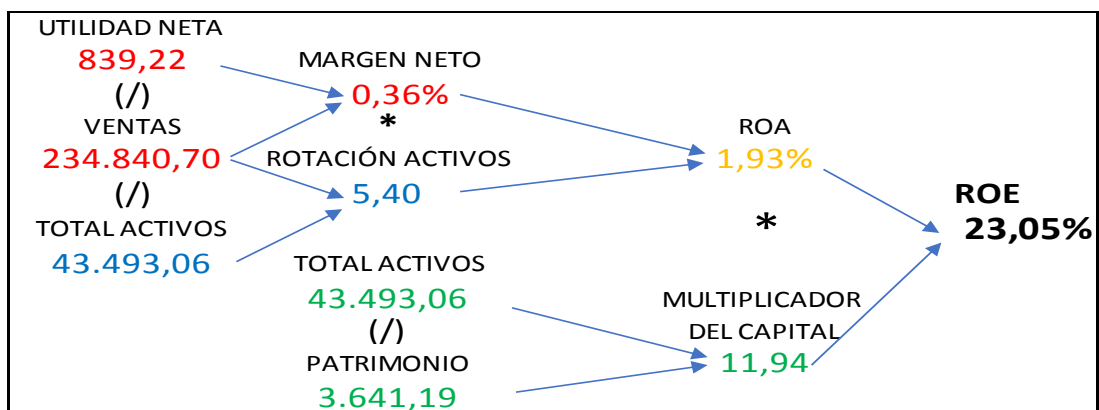 UTILIDAD NETA
839,22
(/)
VENTAS
234.840,70
(/)
TOTAL ACTIVOS
43.493,06
MARGEN NETO
0,36%
*
ROTACIÓN ACTIVOS
5,40
TOTAL ACTIVOS
43.493,06
(/)
PATRIMONIO
3.641,19
ROA
1,93%
*
MULTIPLICADOR
DEL CAPITAL
11,94
ROE
23,05%